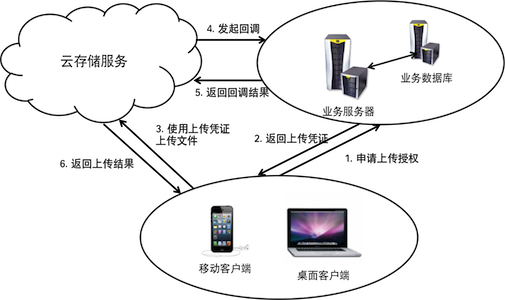 4. 发起回调
云存储服务
业务数据库
5. 返回回调结果
业务服务器
3. 使用上传凭证
上传文件
2. 返回上传凭证
1. 申请上传授权
6. 返回上传结果
移动客户端
桌面客户端